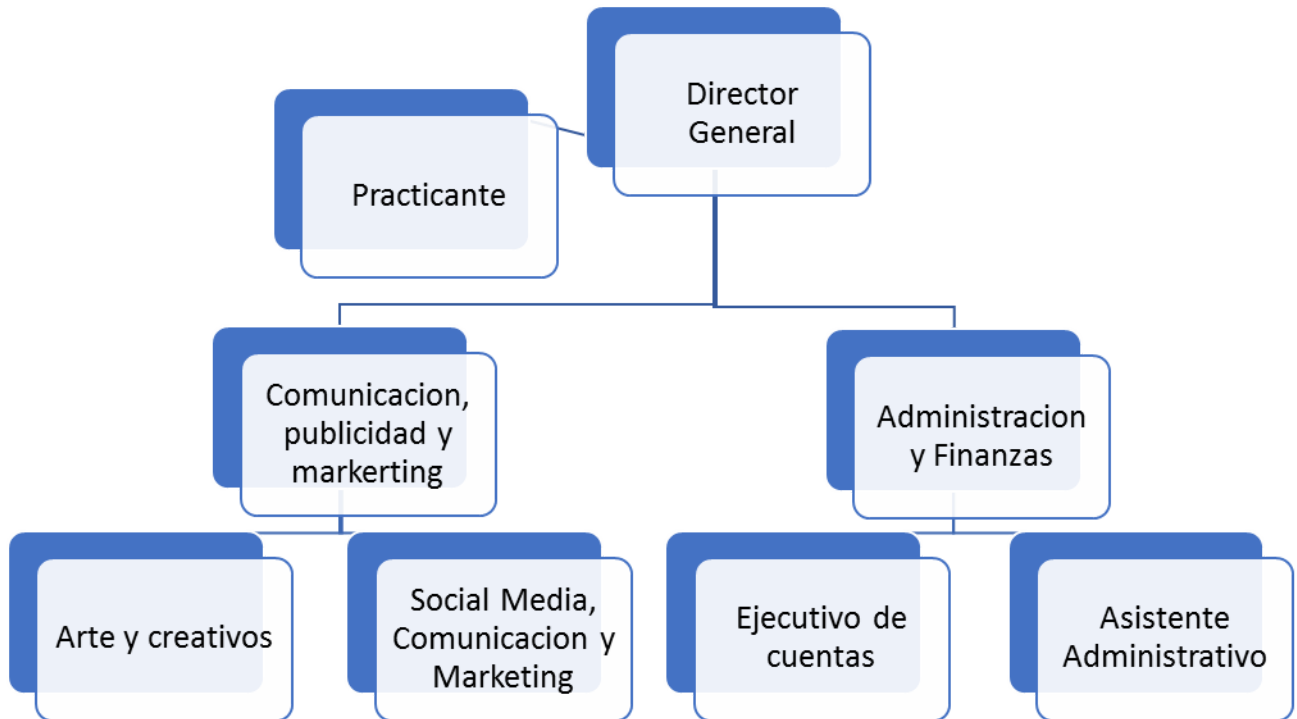 Director
General
Practicante
Comunicacion,
publicidad y
markerting
Administracion
y Finanzas
Arte y creativos
Social Media,
Comunicacion y
Marketing
Ejecutivo de
cuentas
Asistente
Administrativo